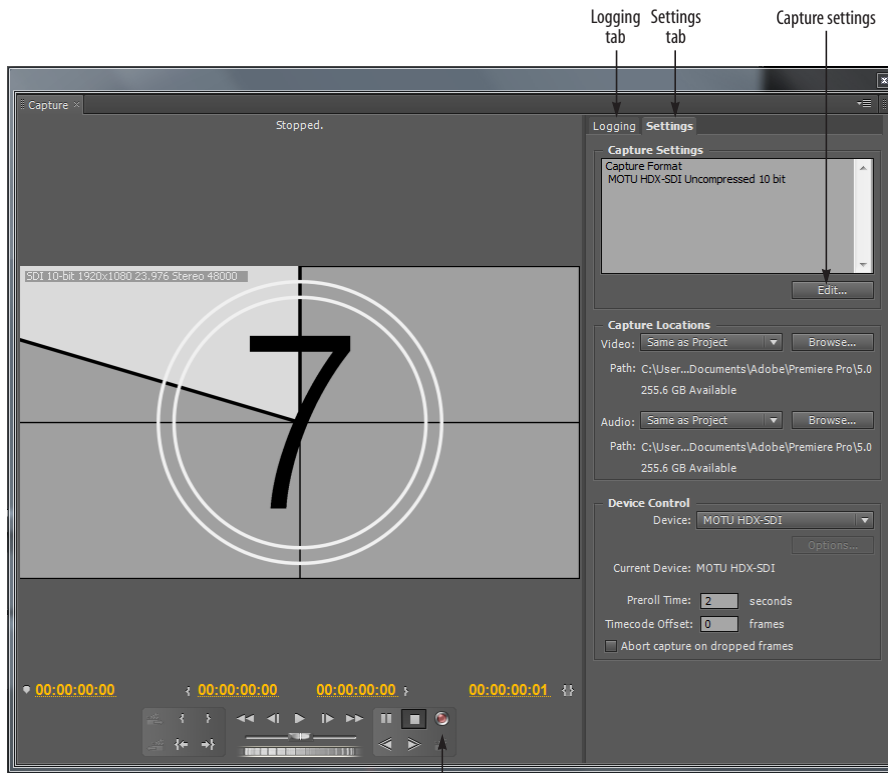 Logging tab
Settings tab
Capture settings
Capture
Stopped.
Logging Settings
Capture Settings
Capture Format
MOTU HDX-SDI Uncompressed 10 bit
Edit...
SDI 10-bit 1920x1080 23.976 Stereo 48000
7
Capture Locations
Video: Same as Project Browse...
Path: C:\User...Documents\Adobe\Premiere Pro\5.0
255.6 GB Available
Audio: Same as Project Browse...
Path: C:\User...Documents\Adobe\Premiere Pro\5.0
255.6 GB Available
Device Control
Device: MOTU HDX-SDI
Options...
Current Device: MOTU HDX-SDI
Preroll Time: 2 seconds
Timecode Offset: 0 frames
Abort capture on dropped frames
00:00:00:00 { 00:00:00:00 00:00:00:00 } 00:00:00:01 {}